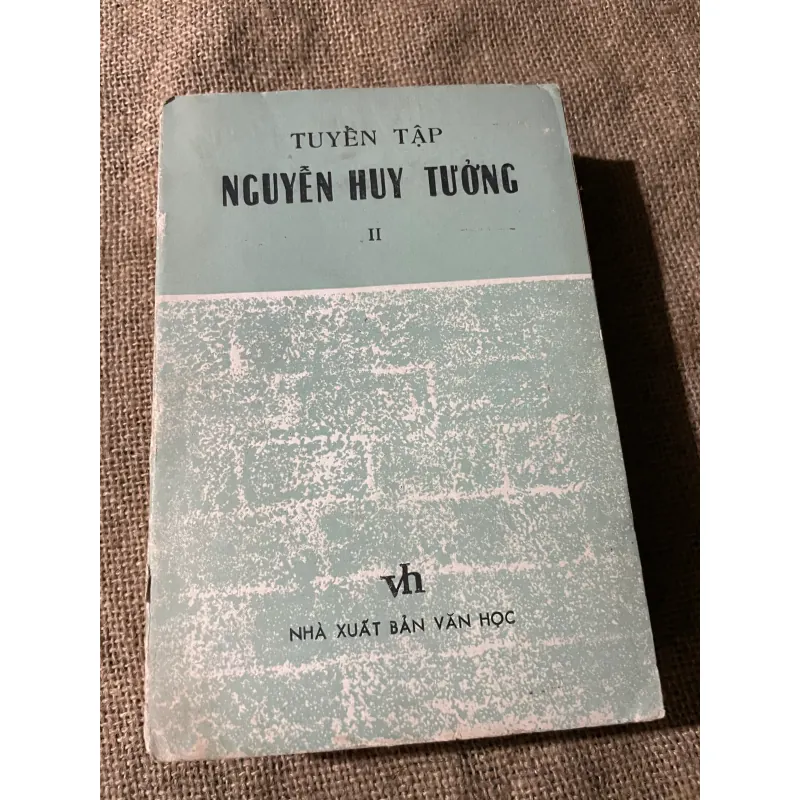 TUYỂN TẬP
NGUYỄN HUY TƯỞNG
II
vh
NHÀ XUẤT BẢN VĂN HỌC